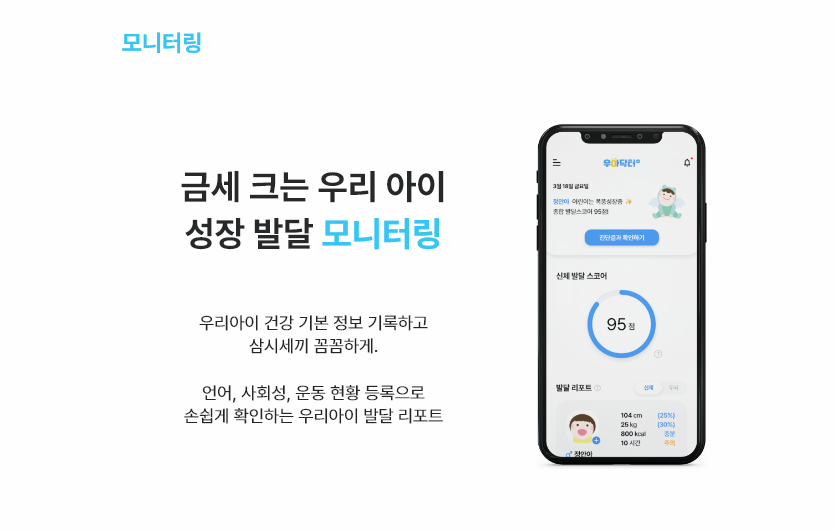 모니터링
금세 크는 우리 아이
성장 발달 모니터링
우리아이 건강 기본 정보 기록하고
삼시세끼 꼼꼼하게.
언어, 사회성, 운동 현황 등록으로
손쉽게 확인하는 우리아이 발달 리포트
우아닥터
3월 18일 금요일
정안아 어린이는 폭풍성장중 ✨
종합 발달스코어 95점!
진단결과 확인하기
신체 발달 스코어
95점
발달 리포트
신체 두뇌
104 cm (25%)
25 kg (30%)
800 kcal 충분
10 시간 주의
정안아